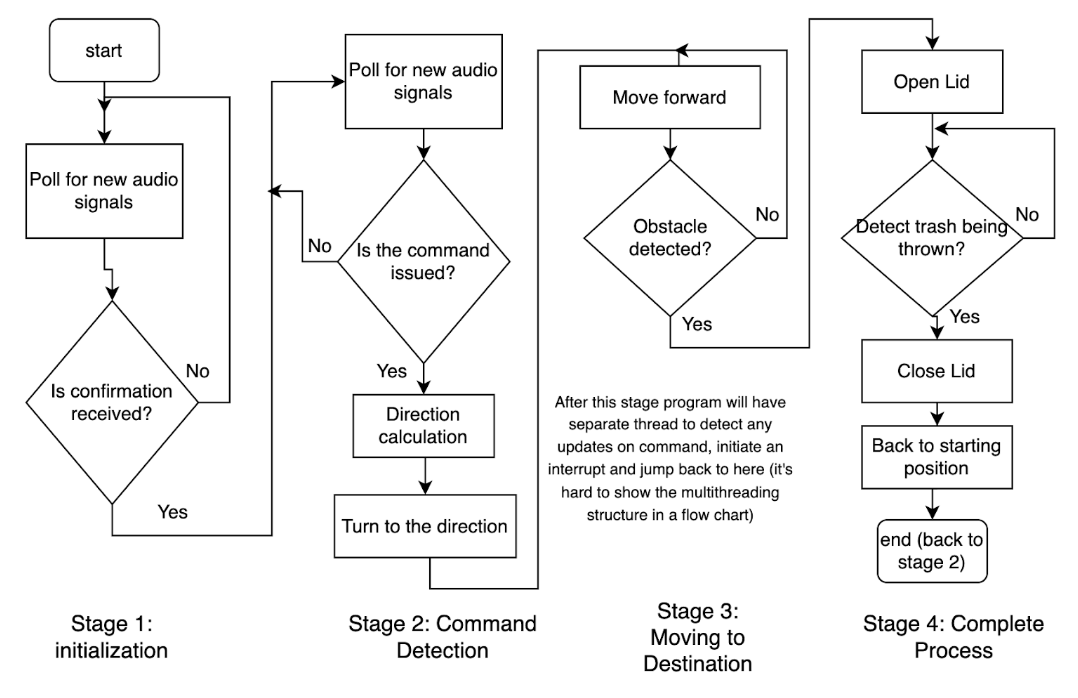 start
Poll for new audio
signals
Is confirmation
received?
No
Yes
Stage 1:
initialization
Poll for new audio
signals
Is the command
issued?
No
Yes
Direction
calculation
Turn to the direction
Stage 2: Command
Detection
Move forward
Obstacle
detected?
No
Yes
After this stage program will have
separate thread to detect any
updates on command, initiate an
interrupt and jump back to here (it's
hard to show the multithreading
structure in a flow chart)
Stage 3:
Moving to
Destination
Open Lid
Detect trash being
thrown?
No
Yes
Close Lid
Back to starting
position
end (back to
stage 2)
Stage 4: Complete
Process